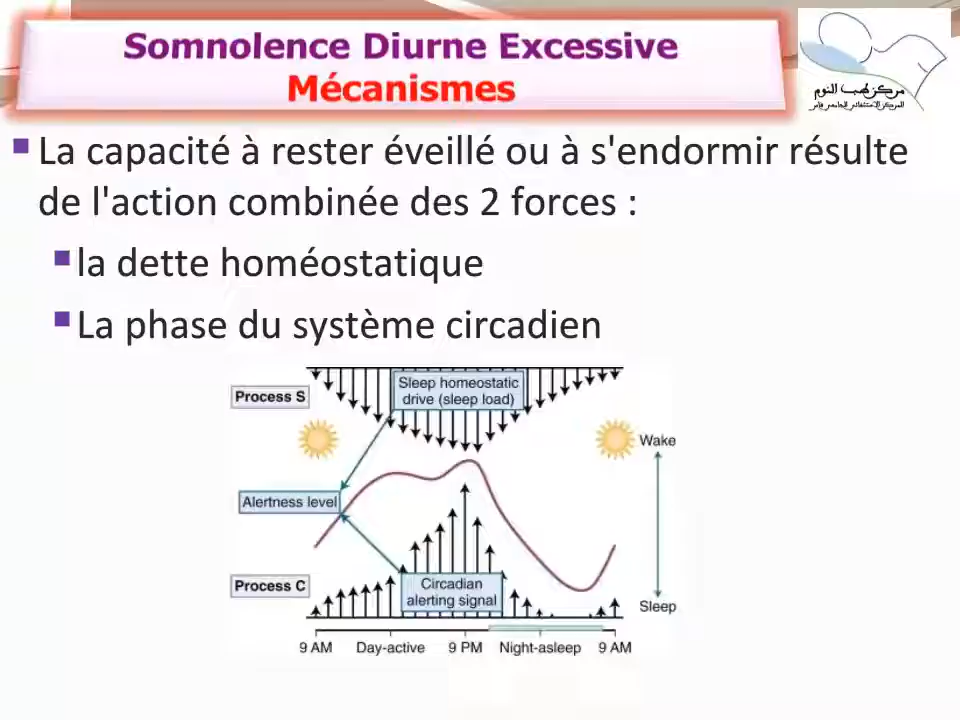 Somnolence Diurne Excessive
Mécanismes
مركز طب النوم
La capacité à rester éveillé ou à s'endormir résulte
de l'action combinée des 2 forces :
la dette homéostatique
La phase du système circadien
Process S
Sleep homeostatic
drive (sleep load)
Wake
Alertness level
Process C
Circadian
alerting signal
Sleep
9 AM Day-active 9 PM Night-asleep 9 AM